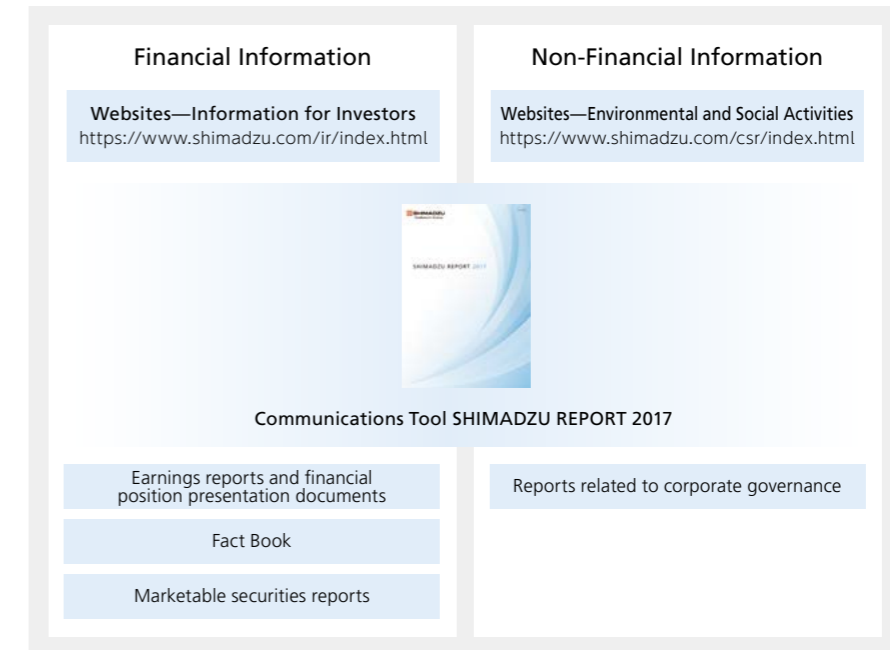 Financial Information
Websites—Information for Investors
https://www.shimadzu.com/ir/index.html
Non-Financial Information
Websites—Environmental and Social Activities
https://www.shimadzu.com/csr/index.html
SHIMADZU
SHIMADZU REPORT 2017
Communications Tool SHIMADZU REPORT 2017
Earnings reports and financial
position presentation documents
Fact Book
Marketable securities reports
Reports related to corporate governance